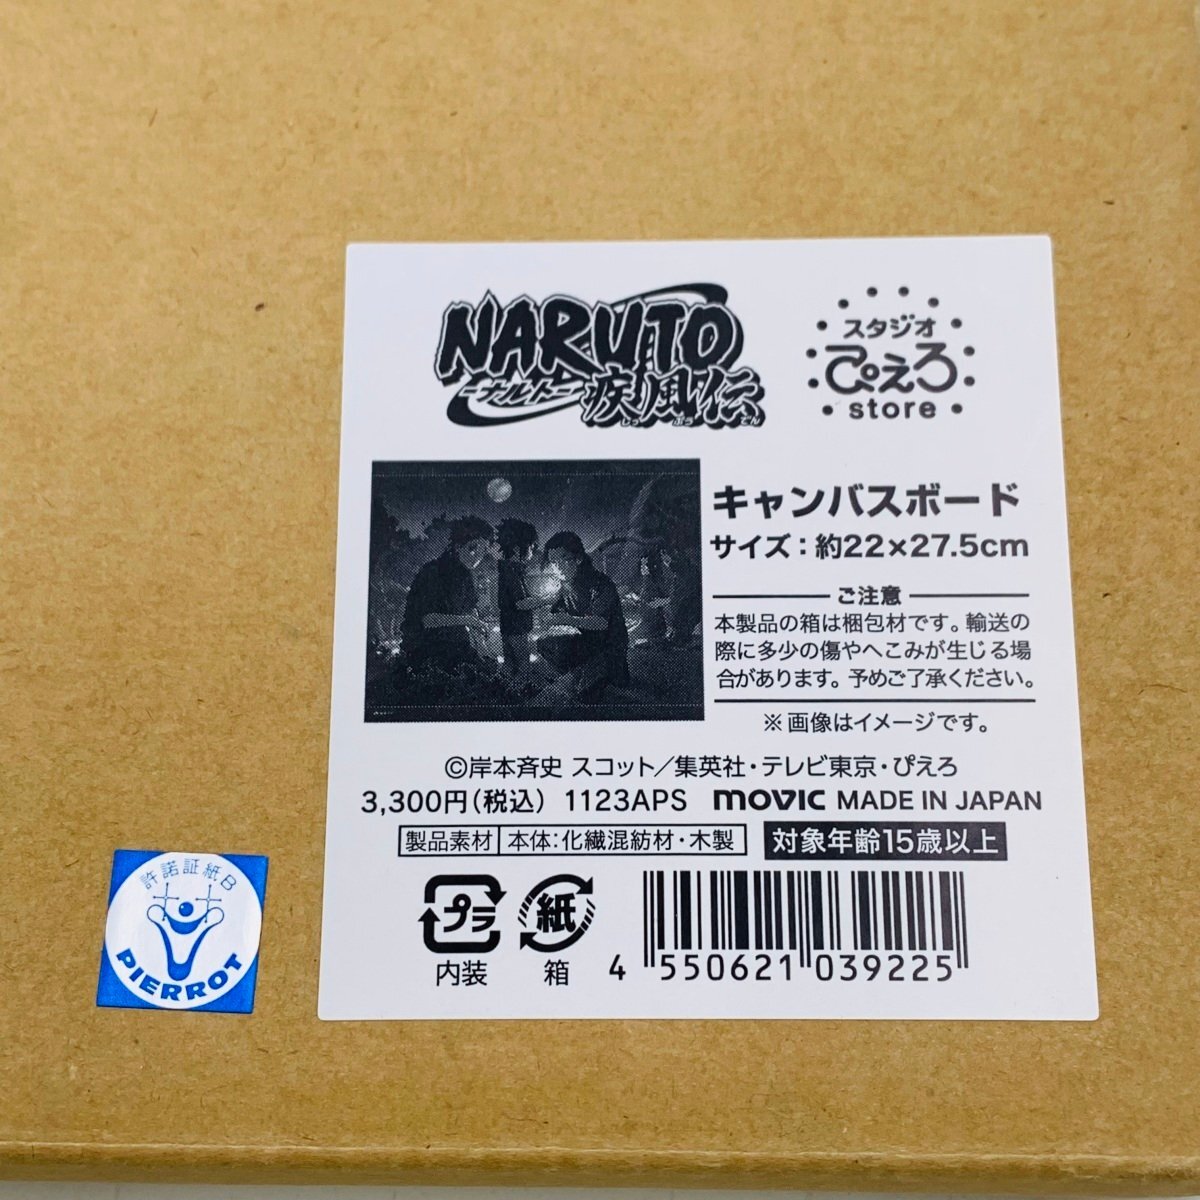 NARUTO
ーナルトー
疾風伝
しっ ぷう でん
スタジオ
ぴえろ
store
キャンバスボード
サイズ：約22×27.5cm
ご注意
本製品の箱は梱包材です。輸送の
際に多少の傷やへこみが生じる場
合があります。予めご了承ください。
※画像はイメージです。
©岸本斉史 スコット／集英社・テレビ東京・ぴえろ
3,300円(税込) 1123APS movic MADE IN JAPAN
製品素材 本体：化繊混紡材・木製 対象年齢15歳以上
プラ 紙
内装 箱
4 550621 039225
許諾証紙B
PIERROT